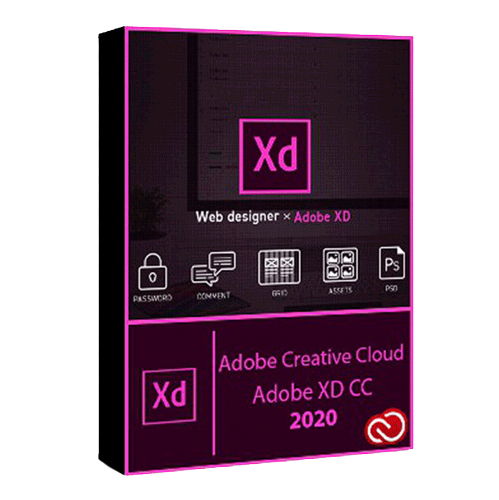 Xd
Web designer × Adobe XD
PASSWORD
COMMENT
GRID
ASSETS
Ps
PSD
Xd
Adobe Creative Cloud
Adobe XD CC
2020